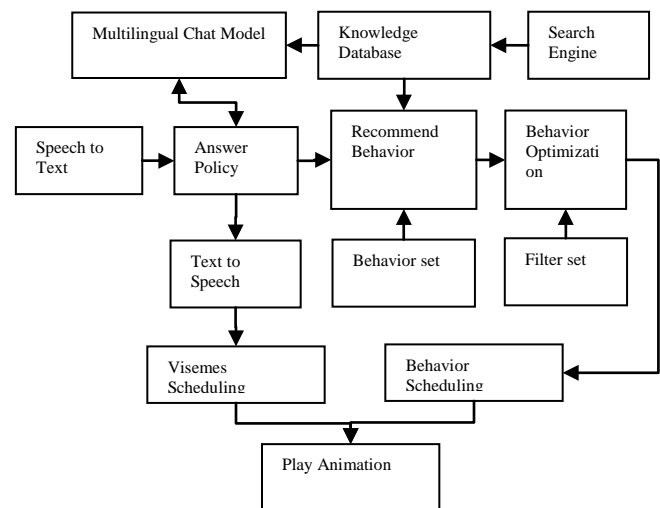 Multilingual Chat Model
Knowledge
Database
Search
Engine
Speech to
Text
Answer
Policy
Recommend
Behavior
Behavior
Optimizati
on
Text to
Speech
Behavior set
Filter set
Visemes
Scheduling
Behavior
Scheduling
Play Animation